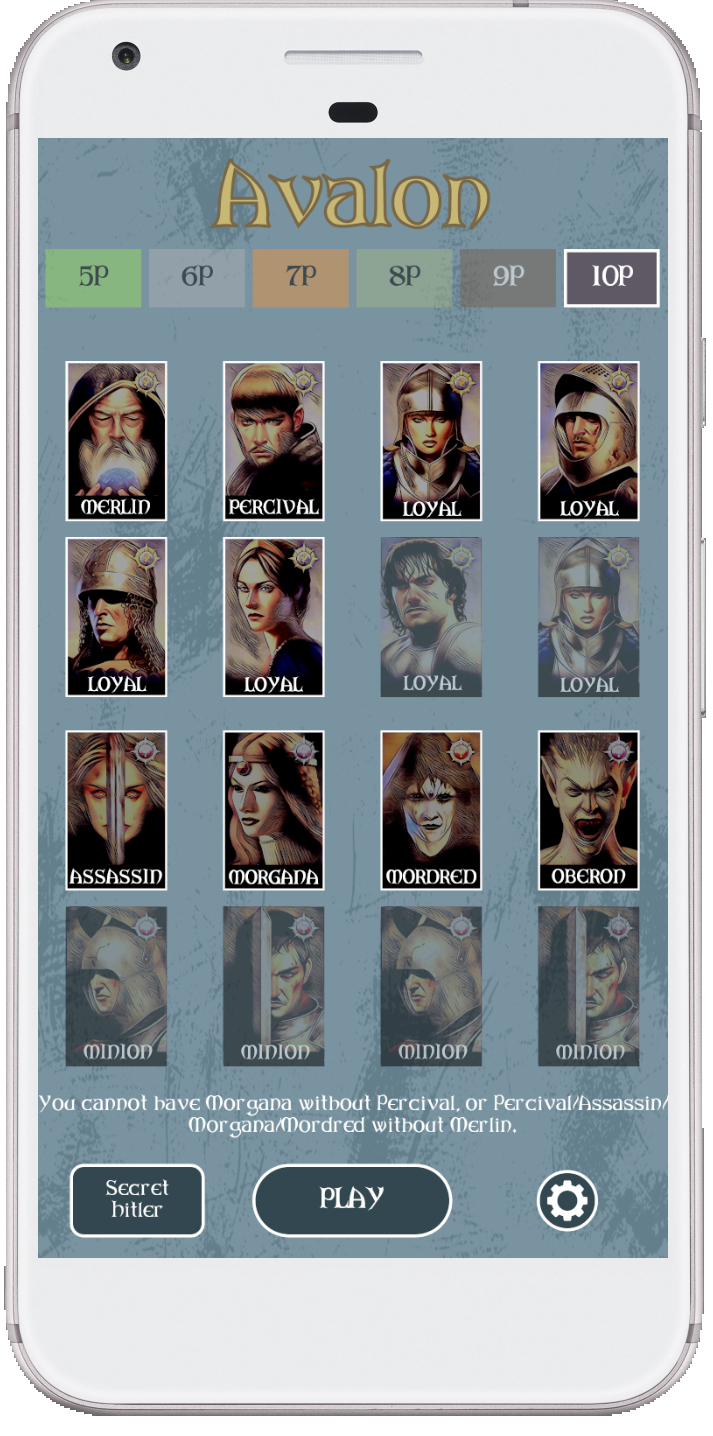 Avalon
5P 6P 7P 8P 9P 10P
MERLIN PERCIVAL LOYAL LOYAL
LOYAL LOYAL LOYAL LOYAL
ASSASSIN MORGANA MORDRED OBERON
MINION MINION MINION MINION
You cannot have Morgana without Percival, or Percival/Assassin/
Morgana/Mordred without Merlin.
Secret
Hitler
PLAY